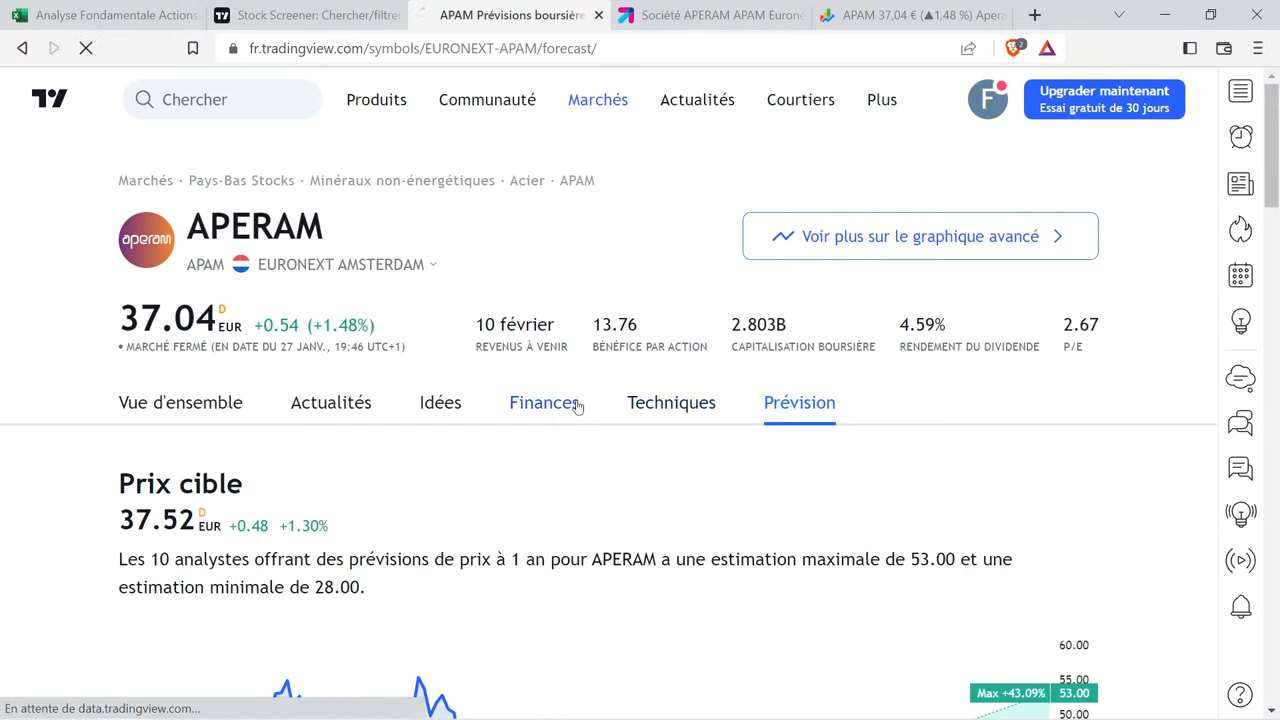 Analyse Fondamentale Actions
Stock Screener: Chercher/filtrer
APAM Prévisions boursière
Société APERAM APAM Eurone
APAM 37,04 € (▲1,48 %) Apera
fr.tradingview.com/symbols/EURONEXT-APAM/forecast/
2
Chercher
Produits
Communauté
Marchés
Actualités
Courtiers
Plus
F
Upgrader maintenant
Essai gratuit de 30 jours
Marchés · Pays-Bas Stocks · Minéraux non-énergétiques · Acier · APAM
aperam
APERAM
APAM EURONEXT AMSTERDAM
Voir plus sur le graphique avancé
37.04 D EUR +0.54 (+1.48%)
• MARCHÉ FERMÉ (EN DATE DU 27 JANV., 19:46 UTC+1)
10 février
REVENUS À VENIR
13.76
BÉNÉFICE PAR ACTION
2.803B
CAPITALISATION BOURSIÈRE
4.59%
RENDEMENT DU DIVIDENDE
2.67
P/E
Vue d'ensemble
Actualités
Idées
Finances
Techniques
Prévision
Prix cible
37.52 D EUR +0.48 +1.30%
Les 10 analystes offrant des prévisions de prix à 1 an pour APERAM a une estimation maximale de 53.00 et une
estimation minimale de 28.00.
60.00
55.00
Max +43.09% 53.00
50.00
En attente de data.tradingview.com...